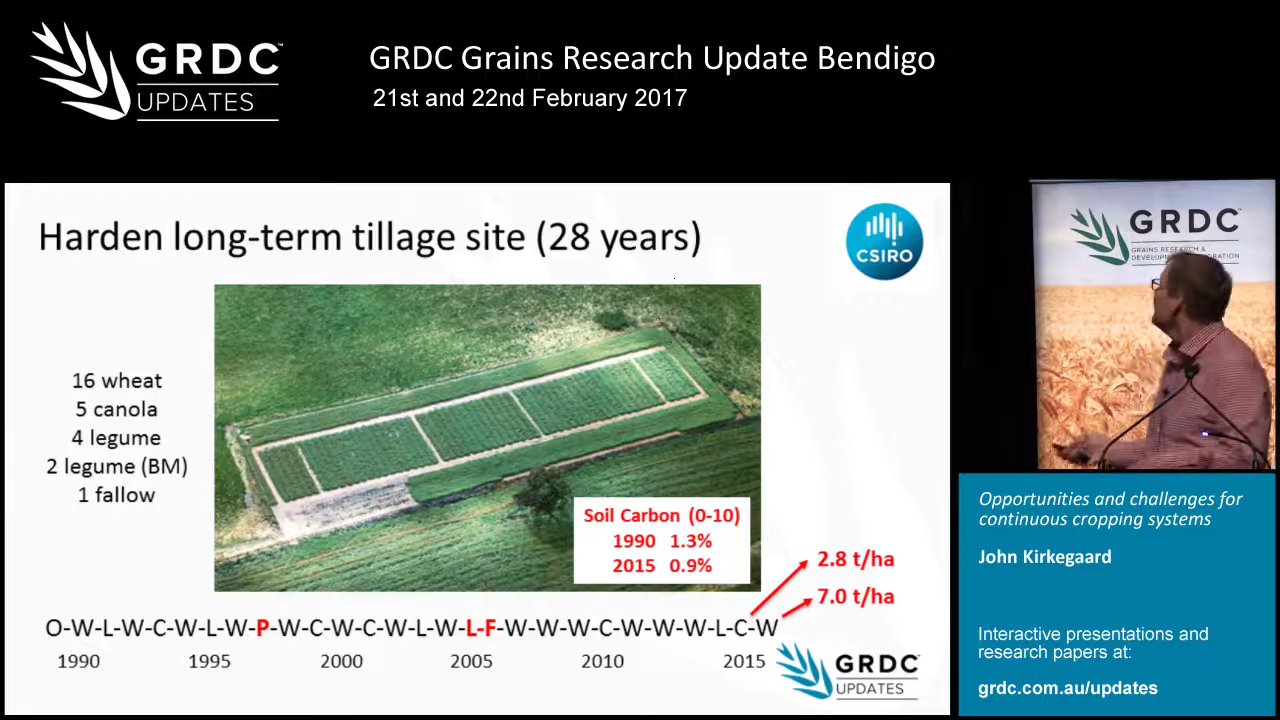 GRDC™
UPDATES
GRDC Grains Research Update Bendigo
21st and 22nd February 2017
Harden long-term tillage site (28 years)
CSIRO
16 wheat
5 canola
4 legume
2 legume (BM)
1 fallow
Soil Carbon (0-10)
1990 1.3%
2015 0.9%
2.8 t/ha
7.0 t/ha
O-W-L-W-C-W-L-W-P-W-C-W-C-W-L-W-L-F-W-W-W-C-W-W-W-L-C-W
1990 1995 2000 2005 2010 2015
GRDC
UPDATES
GRDC™
GRAINS RESEARCH &
DEVELOPMENT CORPORATION
Opportunities and challenges for
continuous cropping systems
John Kirkegaard
Interactive presentations and
research papers at:
grdc.com.au/updates